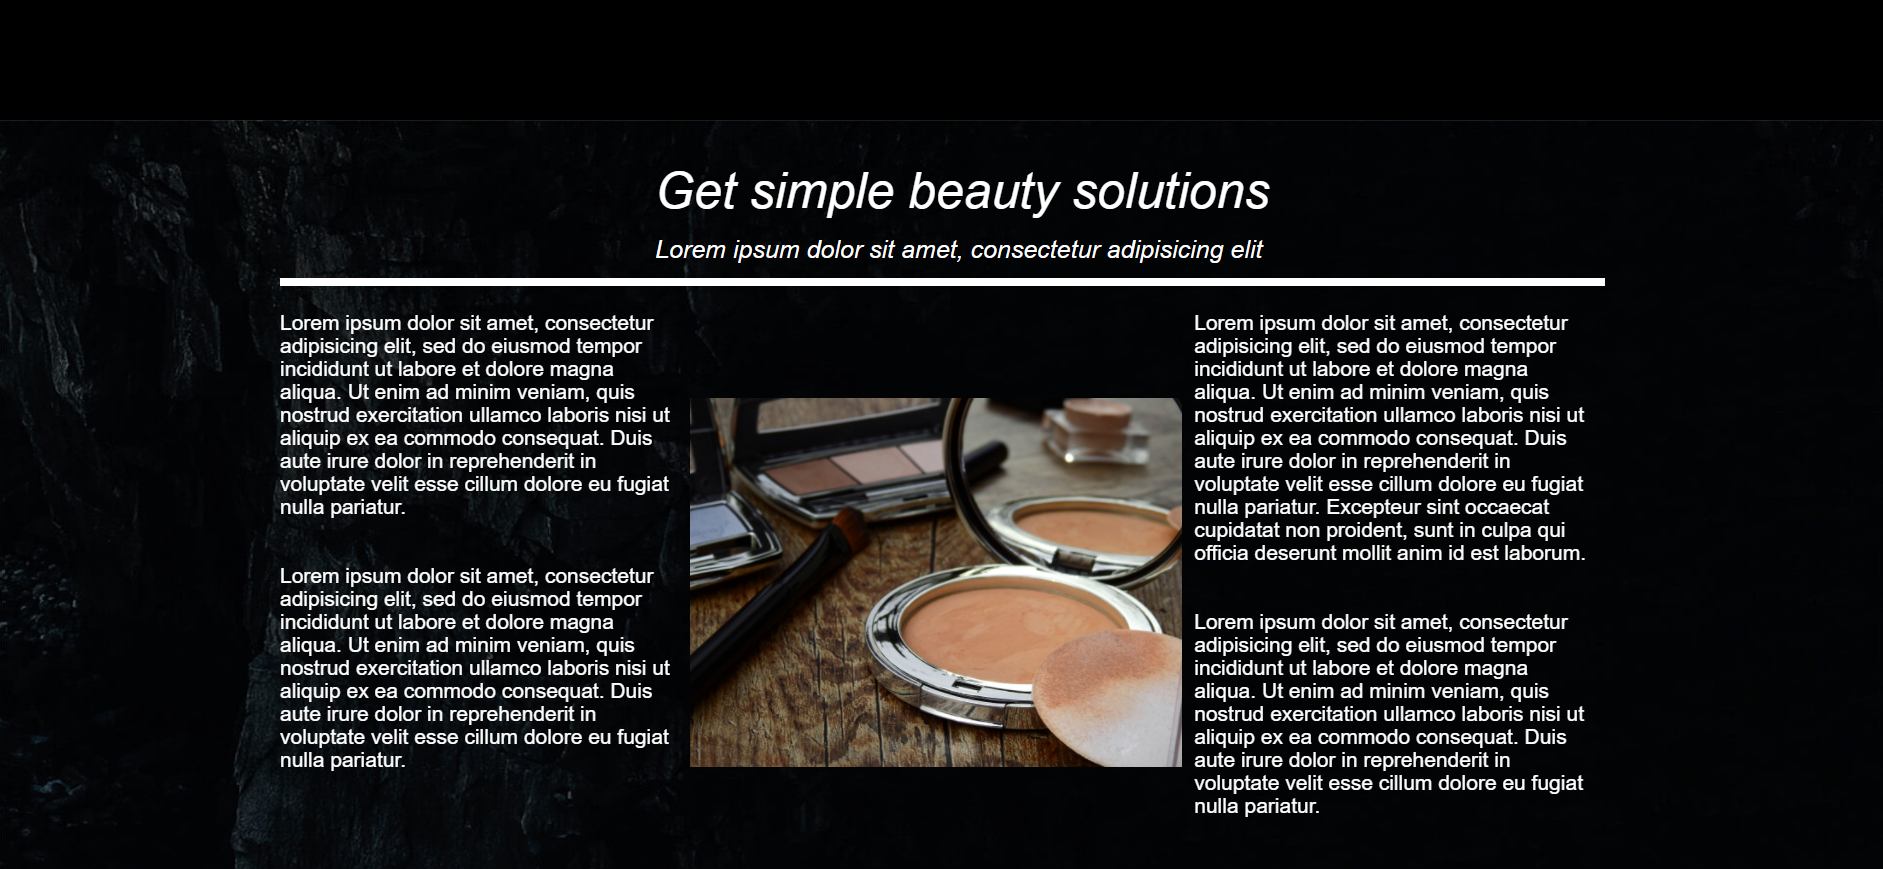 Get simple beauty solutions
Lorem ipsum dolor sit amet, consectetur adipisicing elit
Lorem ipsum dolor sit amet, consectetur
adipisicing elit, sed do eiusmod tempor
incididunt ut labore et dolore magna
aliqua. Ut enim ad minim veniam, quis
nostrud exercitation ullamco laboris nisi ut
aliquip ex ea commodo consequat. Duis
aute irure dolor in reprehenderit in
voluptate velit esse cillum dolore eu fugiat
nulla pariatur.
Lorem ipsum dolor sit amet, consectetur
adipisicing elit, sed do eiusmod tempor
incididunt ut labore et dolore magna
aliqua. Ut enim ad minim veniam, quis
nostrud exercitation ullamco laboris nisi ut
aliquip ex ea commodo consequat. Duis
aute irure dolor in reprehenderit in
voluptate velit esse cillum dolore eu fugiat
nulla pariatur.
Lorem ipsum dolor sit amet, consectetur
adipisicing elit, sed do eiusmod tempor
incididunt ut labore et dolore magna
aliqua. Ut enim ad minim veniam, quis
nostrud exercitation ullamco laboris nisi ut
aliquip ex ea commodo consequat. Duis
aute irure dolor in reprehenderit in
voluptate velit esse cillum dolore eu fugiat
nulla pariatur. Excepteur sint occaecat
cupidatat non proident, sunt in culpa qui
officia deserunt mollit anim id est laborum.
Lorem ipsum dolor sit amet, consectetur
adipisicing elit, sed do eiusmod tempor
incididunt ut labore et dolore magna
aliqua. Ut enim ad minim veniam, quis
nostrud exercitation ullamco laboris nisi ut
aliquip ex ea commodo consequat. Duis
aute irure dolor in reprehenderit in
voluptate velit esse cillum dolore eu fugiat
nulla pariatur.